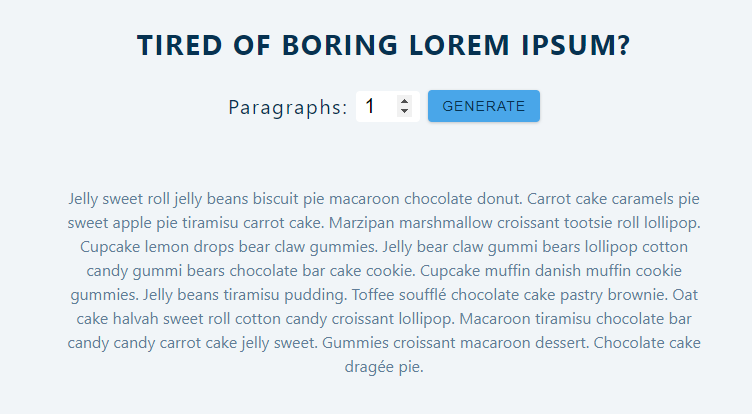 TIRED OF BORING LOREM IPSUM?
Paragraphs: 1 GENERATE
Jelly sweet roll jelly beans biscuit pie macaroon chocolate donut. Carrot cake caramels pie
sweet apple pie tiramisu carrot cake. Marzipan marshmallow croissant tootsie roll lollipop.
Cupcake lemon drops bear claw gummies. Jelly bear claw gummi bears lollipop cotton
candy gummi bears chocolate bar cake cookie. Cupcake muffin danish muffin cookie
gummies. Jelly beans tiramisu pudding. Toffee soufflé chocolate cake pastry brownie. Oat
cake halvah sweet roll cotton candy croissant lollipop. Macaroon tiramisu chocolate bar
candy candy carrot cake jelly sweet. Gummies croissant macaroon dessert. Chocolate cake
dragée pie.